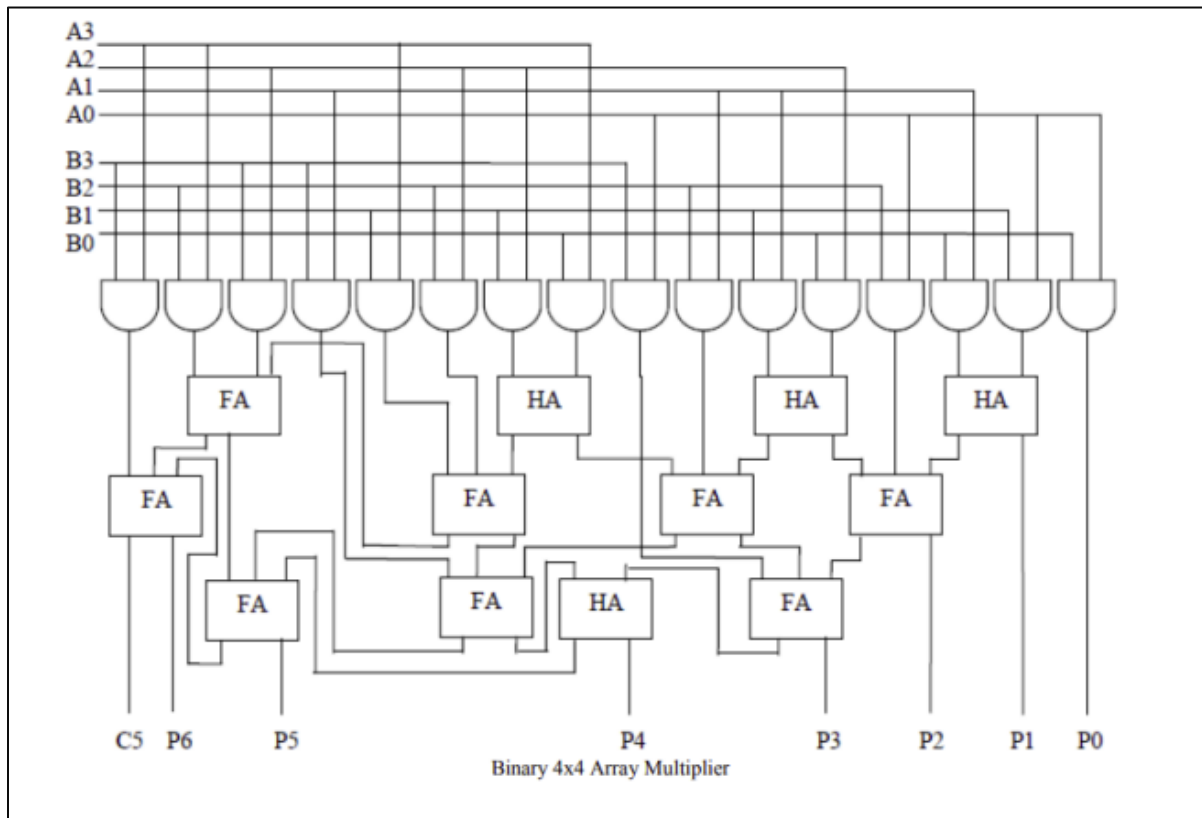 A3
A2
A1
A0
B3
B2
B1
B0
FA
HA
HA
HA
FA
FA
FA
FA
FA
FA
HA
FA
C5 P6 P5 P4 P3 P2 P1 P0
Binary 4x4 Array Multiplier